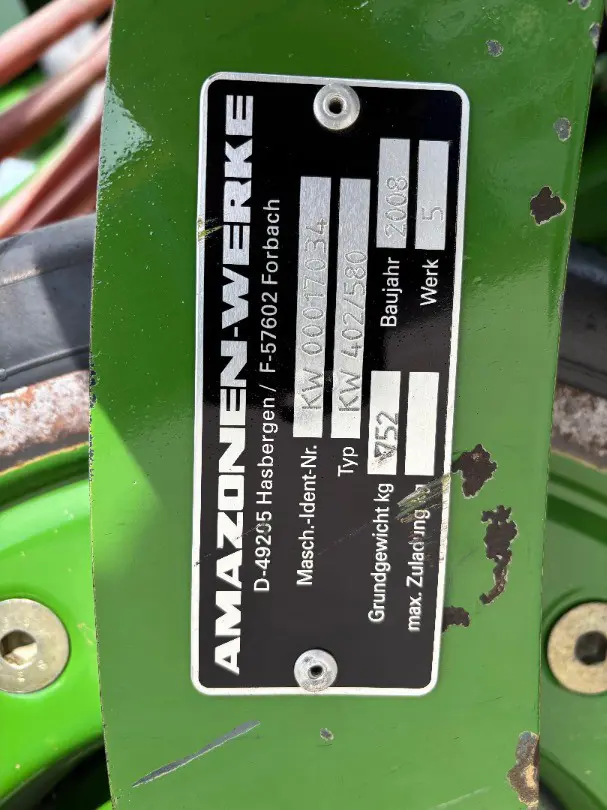 AMAZONEN-WERKE
D-49205 Hasbergen / F-57602 Forbach
Masch.-Ident-Nr. KW 00017034
Typ KW 402/580
Grundgewicht kg 752 Baujahr 2008
max. Zuladung kg Werk 5